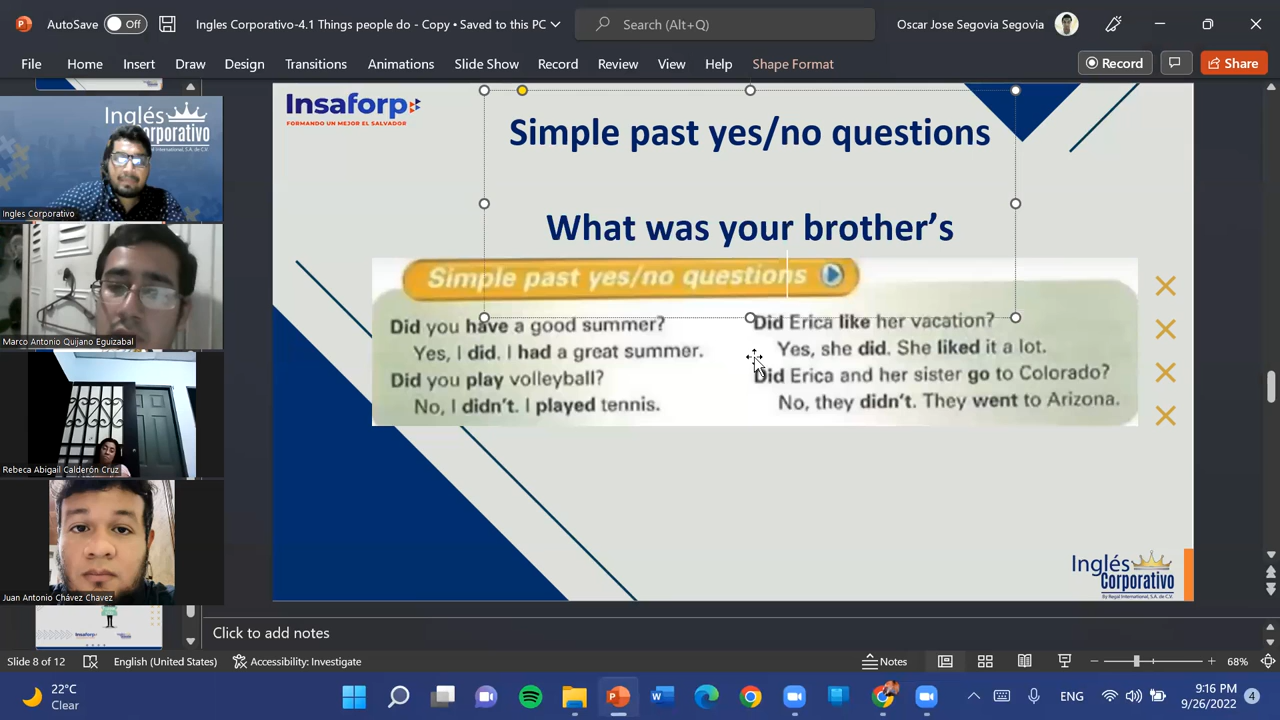 AutoSave Off Ingles Corporativo-4.1 Things people do - Copy • Saved to this PC Search (Alt+Q) Oscar Jose Segovia Segovia
File Home Insert Draw Design Transitions Animations Slide Show Record Review View Help Shape Format Record Share
Inglés
Corporativo
Ingles Corporativo
Marco Antonio Quijano Eguizabal
Rebeca Abigail Calderón Cruz
Juan Antonio Chávez Chavez
Insaforp
FORMANDO UN MEJOR EL SALVADOR
Simple past yes/no questions
What was your brother's
Simple past yes/no questions
Did you have a good summer?
Yes, I did. I had a great summer.
Did you play volleyball?
No, I didn't. I played tennis.
Did Erica like her vacation?
Yes, she did. She liked it a lot.
Did Erica and her sister go to Colorado?
No, they didn't. They went to Arizona.
Inglés
Corporativo
By Regal International, S.A. de C.V.
Insaforp
Click to add notes
Slide 8 of 12 English (United States) Accessibility: Investigate Notes 68%
22°C
Clear
ENG
9:16 PM
9/26/2022
4